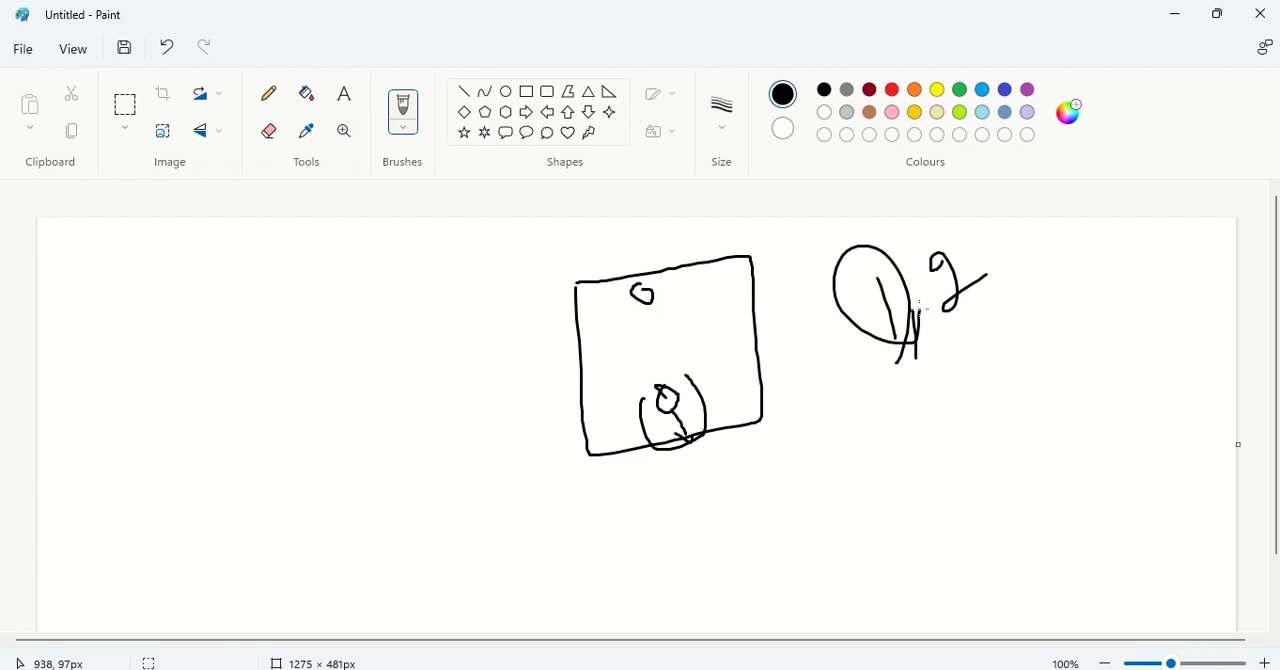 Untitled - Paint
File View
Clipboard Image Tools Brushes Shapes Size Colours
938, 97px 1275 × 481px 100%